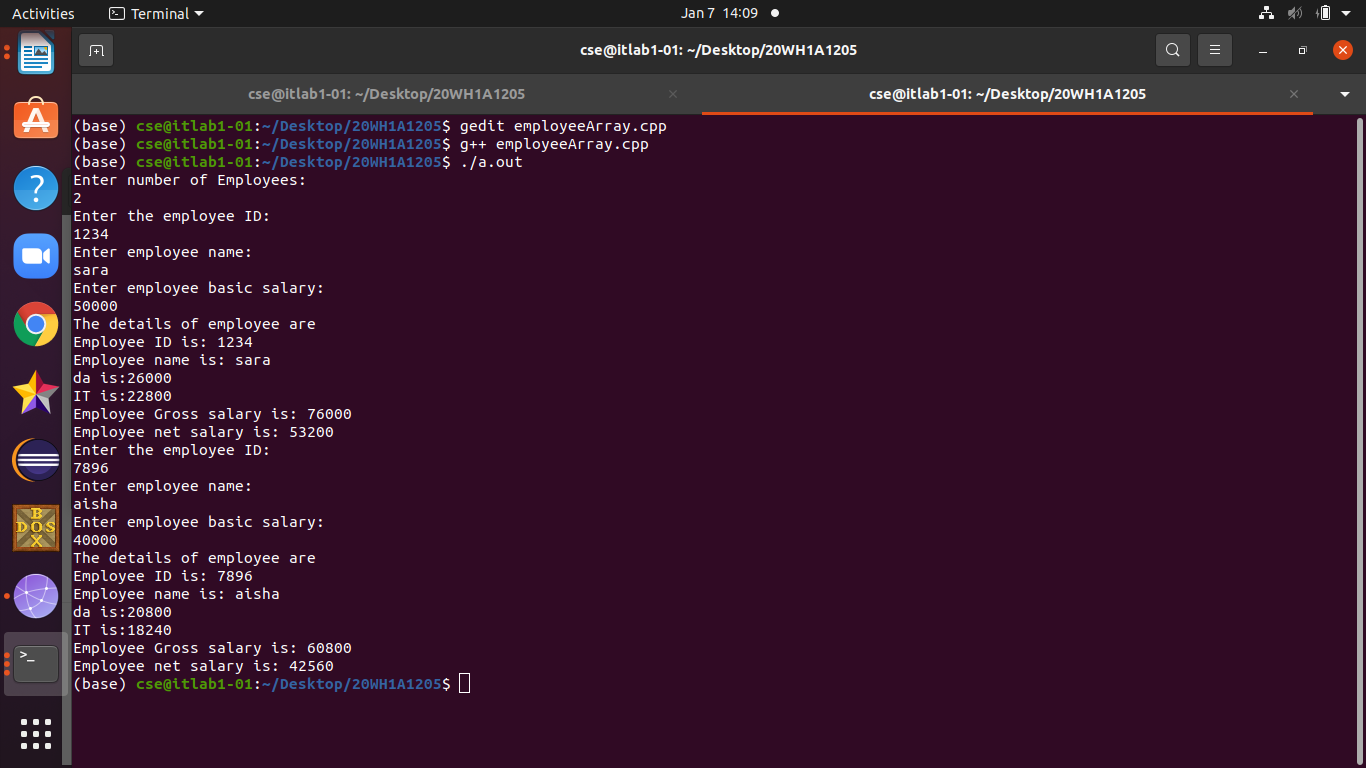 Activities Terminal Jan 7 14:09
cse@itlab1-01: ~/Desktop/20WH1A1205
cse@itlab1-01: ~/Desktop/20WH1A1205 cse@itlab1-01: ~/Desktop/20WH1A1205
(base) cse@itlab1-01:~/Desktop/20WH1A1205$ gedit employeeArray.cpp
(base) cse@itlab1-01:~/Desktop/20WH1A1205$ g++ employeeArray.cpp
(base) cse@itlab1-01:~/Desktop/20WH1A1205$ ./a.out
Enter number of Employees:
2
Enter the employee ID:
1234
Enter employee name:
sara
Enter employee basic salary:
50000
The details of employee are
Employee ID is: 1234
Employee name is: sara
da is:26000
IT is:22800
Employee Gross salary is: 76000
Employee net salary is: 53200
Enter the employee ID:
7896
Enter employee name:
aisha
Enter employee basic salary:
40000
The details of employee are
Employee ID is: 7896
Employee name is: aisha
da is:20800
IT is:18240
Employee Gross salary is: 60800
Employee net salary is: 42560
(base) cse@itlab1-01:~/Desktop/20WH1A1205$
B
DOS
X
>_